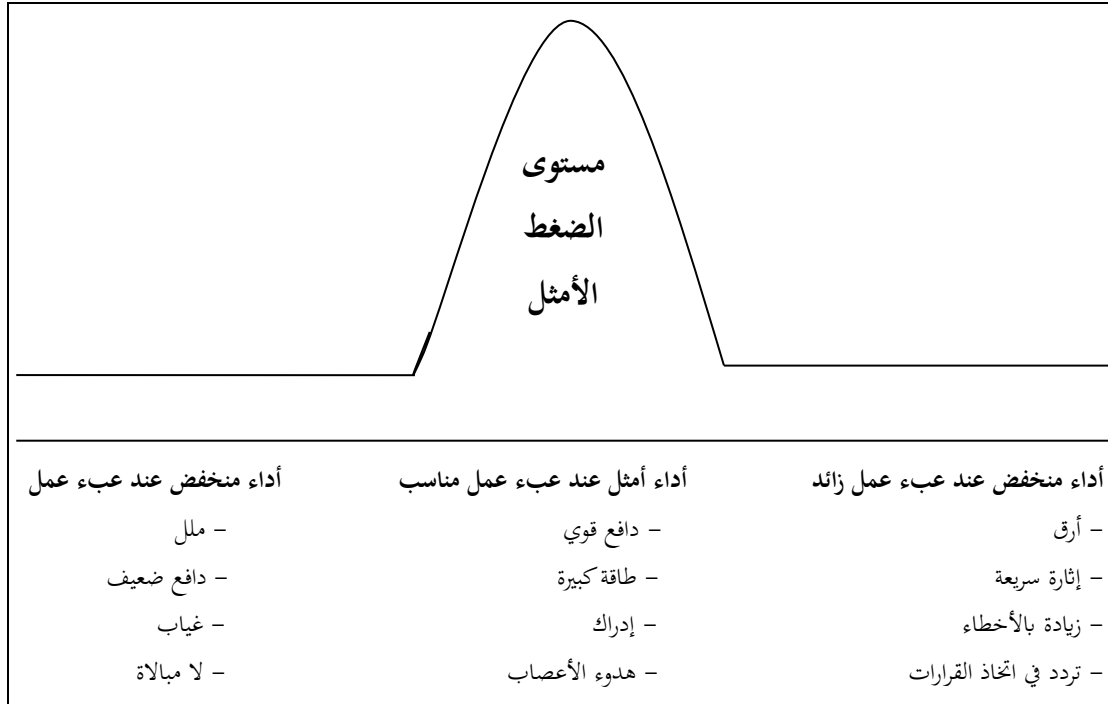 مستوى
الضغط
الأمثل
أداء منخفض عند عبء عمل زائد
أداء أمثل عند عبء عمل مناسب
أداء منخفض عند عبء عمل
– أرق
– دافع قوي
– ملل
– إثارة سريعة
– طاقة كبيرة
– دافع ضعيف
– زيادة بالأخطاء
– إدراك
– غياب
– تردد في اتخاذ القرارات
– هدوء الأعصاب
– لا مبالاة